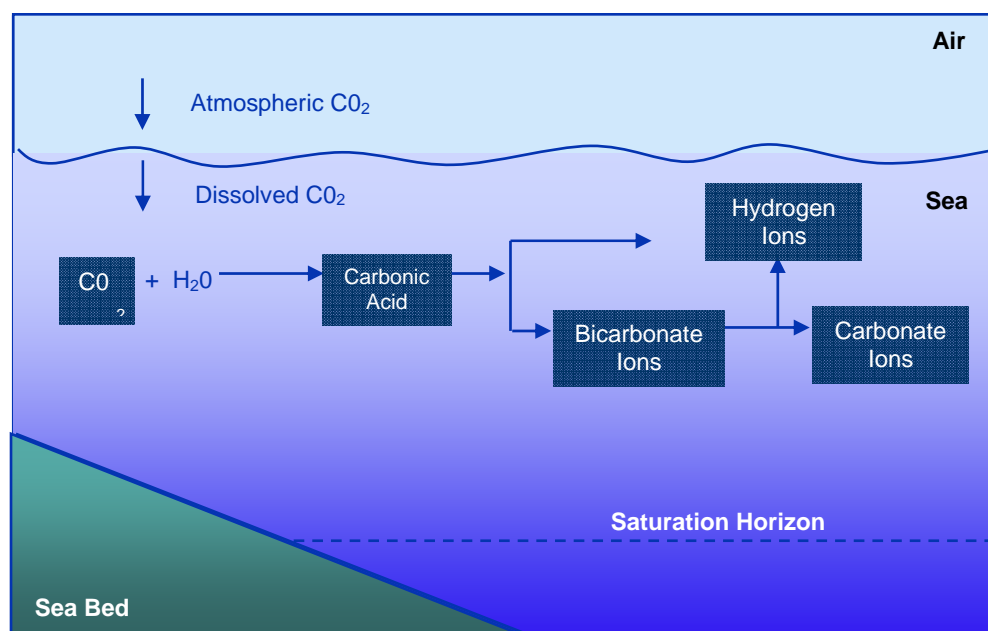 Air
Atmospheric C0₂
Dissolved C0₂
Sea
Hydrogen
Ions
C0
₂
+ H₂0
Carbonic
Acid
Bicarbonate
Ions
Carbonate
Ions
Saturation Horizon
Sea Bed